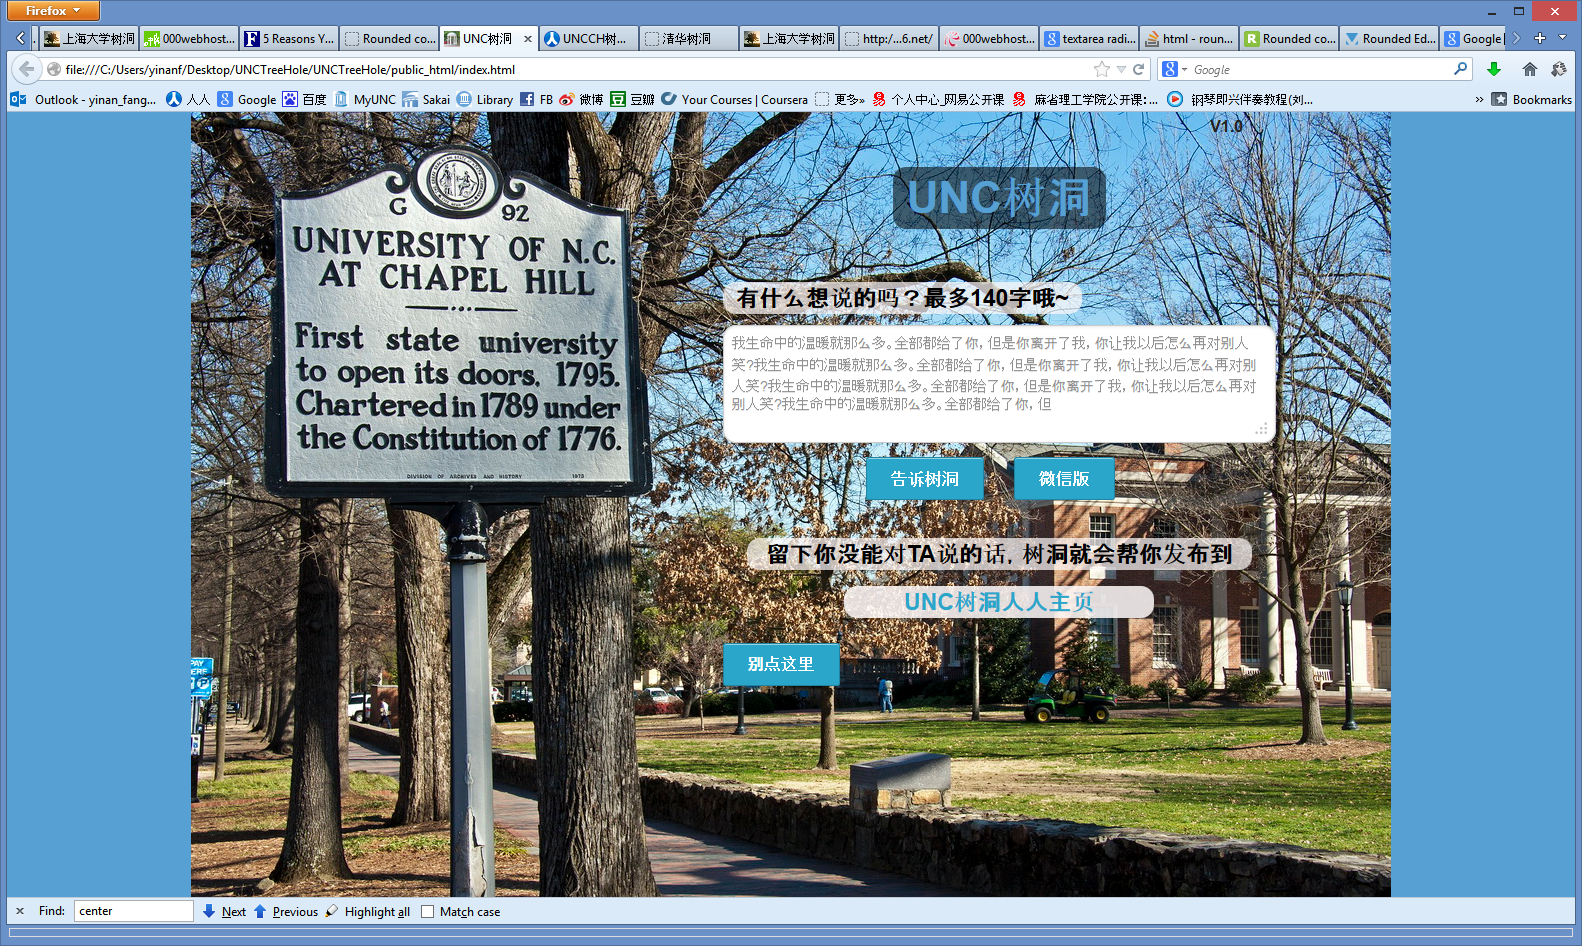 Firefox
上海大学树洞
000webhost...
5 Reasons Y...
Rounded co...
UNC树洞
UNCCH树...
清华树洞
上海大学树洞
http:/...6.net/
000webhost...
textarea radi...
html - roun...
Rounded co...
Rounded Ed...
Google
file:///C:/Users/yinanf/Desktop/UNCTreeHole/UNCTreeHole/public_html/index.html
Google
Outlook - yinan_fang...
人人
Google
百度
MyUNC
Sakai
Library
FB
微博
豆瓣
Your Courses | Coursera
更多»
个人中心_网易公开课
麻省理工学院公开课:...
钢琴即兴伴奏教程(刘...
»
Bookmarks
V1.0
UNC树洞
G 92
UNIVERSITY OF N.C.
AT CHAPEL HILL
First state university
to open its doors. 1795.
Chartered in 1789 under
the Constitution of 1776.
DIVISION OF ARCHIVES AND HISTORY 1973
有什么想说的吗？最多140字哦~
我生命中的温暖就那么多。全部都给了你，但是你离开了我，你让我以后怎么再对别人
笑?我生命中的温暖就那么多。全部都给了你，但是你离开了我，你让我以后怎么再对别
人笑?我生命中的温暖就那么多。全部都给了你，但是你离开了我，你让我以后怎么再对
别人笑?我生命中的温暖就那么多。全部都给了你，但
告诉树洞
微信版
留下你没能对TA说的话，树洞就会帮你发布到
UNC树洞人人主页
别点这里
PAY
HERE
P
Find:
center
Next
Previous
Highlight all
Match case